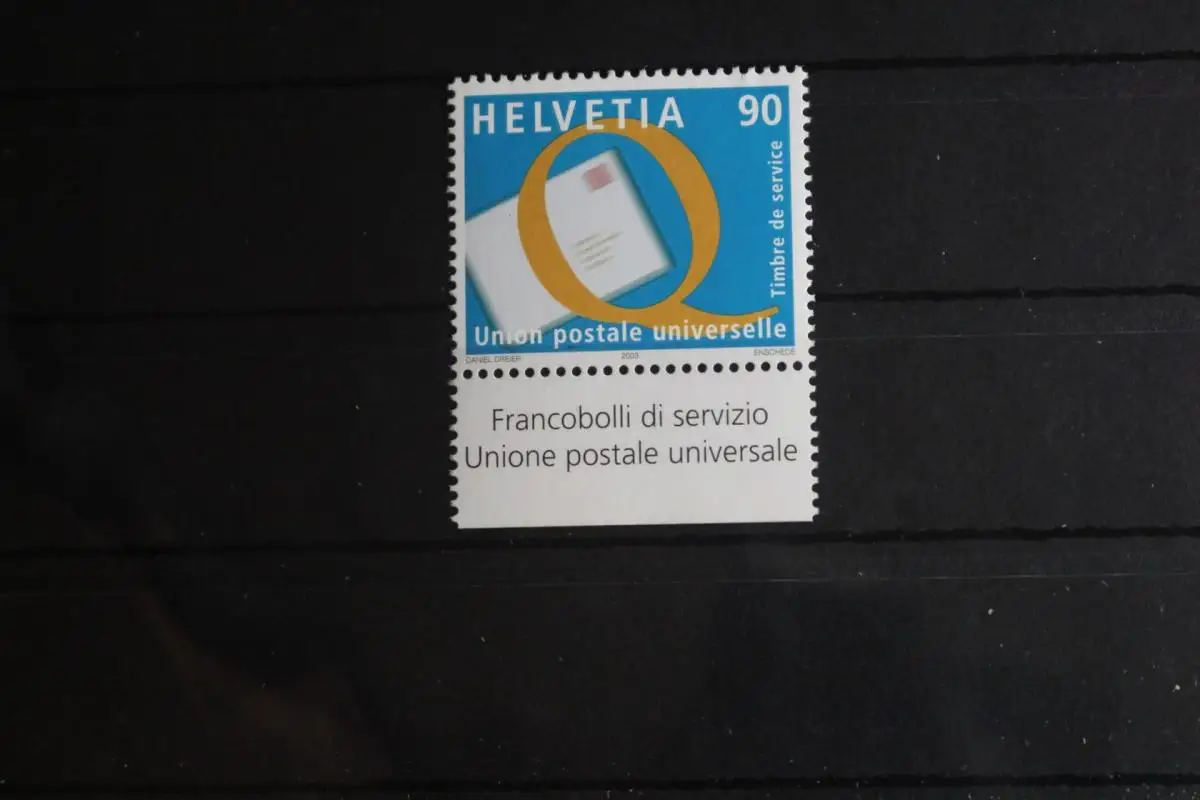 HELVETIA 90
Timbre de service
Q
Union postale universelle
DANIEL DREIER 2003 ENSCHEDE
Francobolli di servizio
Unione postale universale